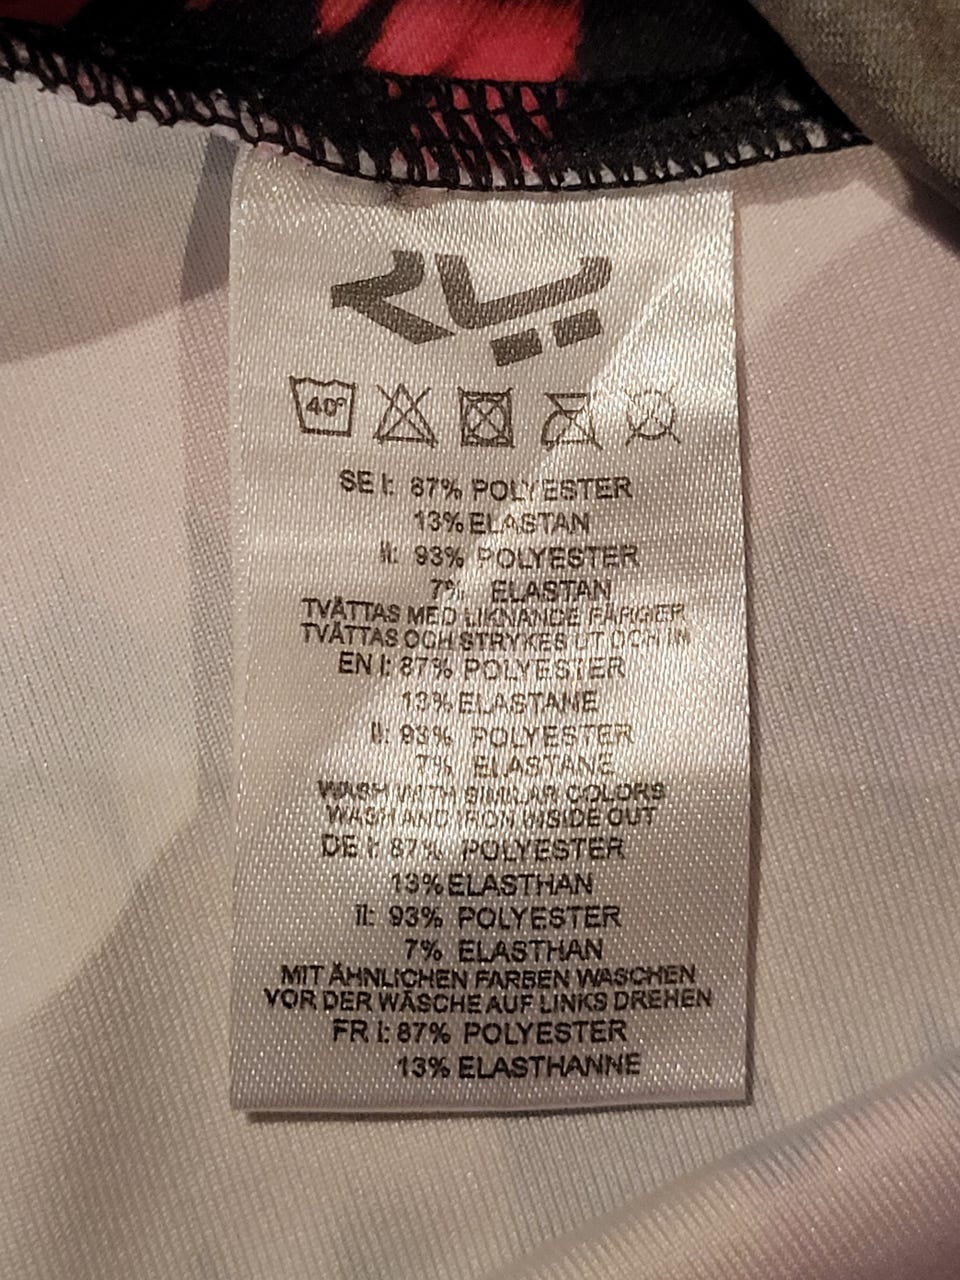 40°
SE I: 87% POLYESTER
13% ELASTAN
II: 93% POLYESTER
7% ELASTAN
TVÄTTAS MED LIKNANDE FÄRGER
TVÄTTAS OCH STRYKES UT OCH IN
EN I: 87% POLYESTER
13% ELASTANE
II: 93% POLYESTER
7% ELASTANE
WASH WITH SIMILAR COLORS
WASH AND IRON INSIDE OUT
DE I: 87% POLYESTER
13% ELASTHAN
II: 93% POLYESTER
7% ELASTHAN
MIT ÄHNLICHEN FARBEN WASCHEN
VOR DER WÄSCHE AUF LINKS DREHEN
FR I: 87% POLYESTER
13% ELASTHANNE